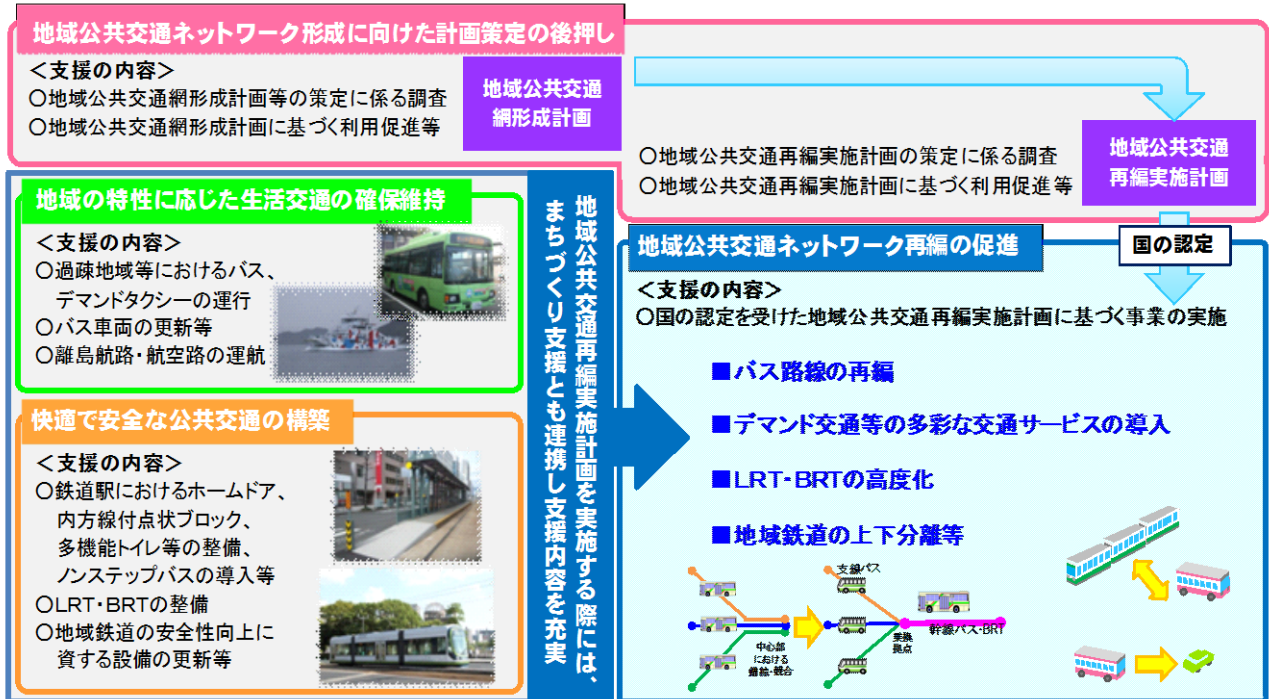 地域公共交通ネットワーク形成に向けた計画策定の後押し
＜支援の内容＞
○地域公共交通網形成計画等の策定に係る調査
○地域公共交通網形成計画に基づく利用促進等
地域公共交通
網形成計画
○地域公共交通再編実施計画の策定に係る調査
○地域公共交通再編実施計画に基づく利用促進等
地域公共交通
再編実施計画
国の認定
地域の特性に応じた生活交通の確保維持
＜支援の内容＞
○過疎地域等におけるバス、
デマンドタクシーの運行
○バス車両の更新等
○離島航路・航空路の運航
快適で安全な公共交通の構築
＜支援の内容＞
○鉄道駅におけるホームドア、
内方線付点状ブロック、
多機能トイレ等の整備、
ノンステップバスの導入等
○LRT・BRTの整備
○地域鉄道の安全性向上に
資する設備の更新等
地域公共交通再編実施計画を実施する際には、
まちづくり支援とも連携し支援内容を充実
地域公共交通ネットワーク再編の促進
＜支援の内容＞
○国の認定を受けた地域公共交通再編実施計画に基づく事業の実施
■バス路線の再編
■デマンド交通等の多彩な交通サービスの導入
■LRT・BRTの高度化
■地域鉄道の上下分離等
中心部
における
輻輳・競合
支線バス
乗換
拠点
幹線バス・BRT